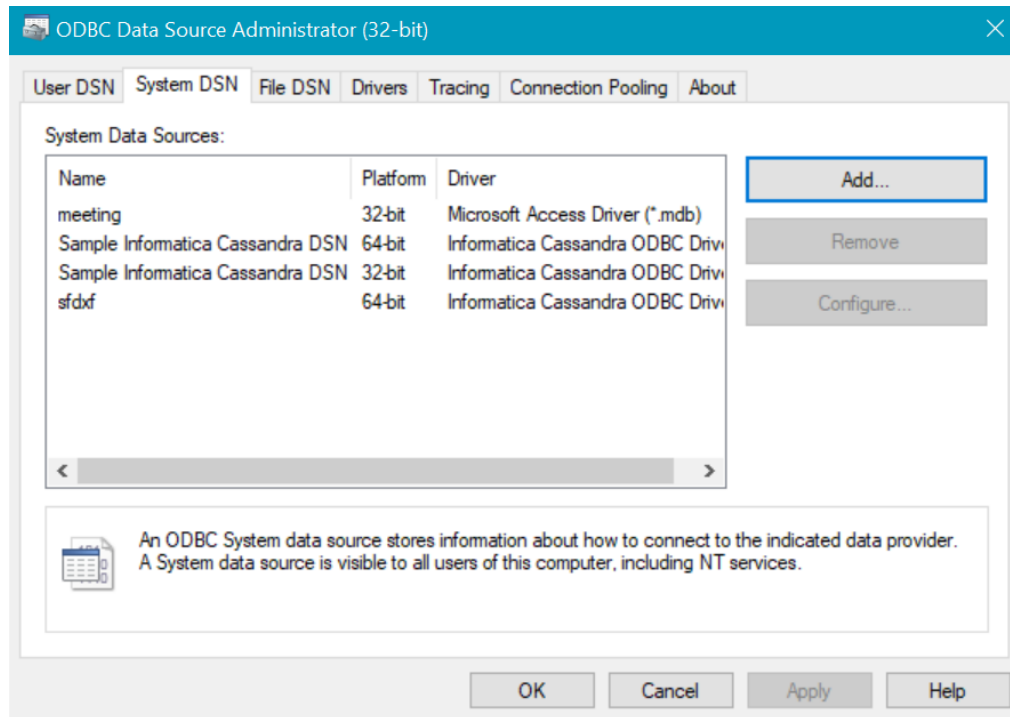 ODBC Data Source Administrator (32-bit)
User DSN System DSN File DSN Drivers Tracing Connection Pooling About
System Data Sources:
Name Platform Driver
meeting 32-bit Microsoft Access Driver (*.mdb)
Sample Informatica Cassandra DSN 64-bit Informatica Cassandra ODBC Driv
Sample Informatica Cassandra DSN 32-bit Informatica Cassandra ODBC Driv
sfdxf 64-bit Informatica Cassandra ODBC Driv
Add...
Remove
Configure...
An ODBC System data source stores information about how to connect to the indicated data provider.
A System data source is visible to all users of this computer, including NT services.
OK Cancel Apply Help